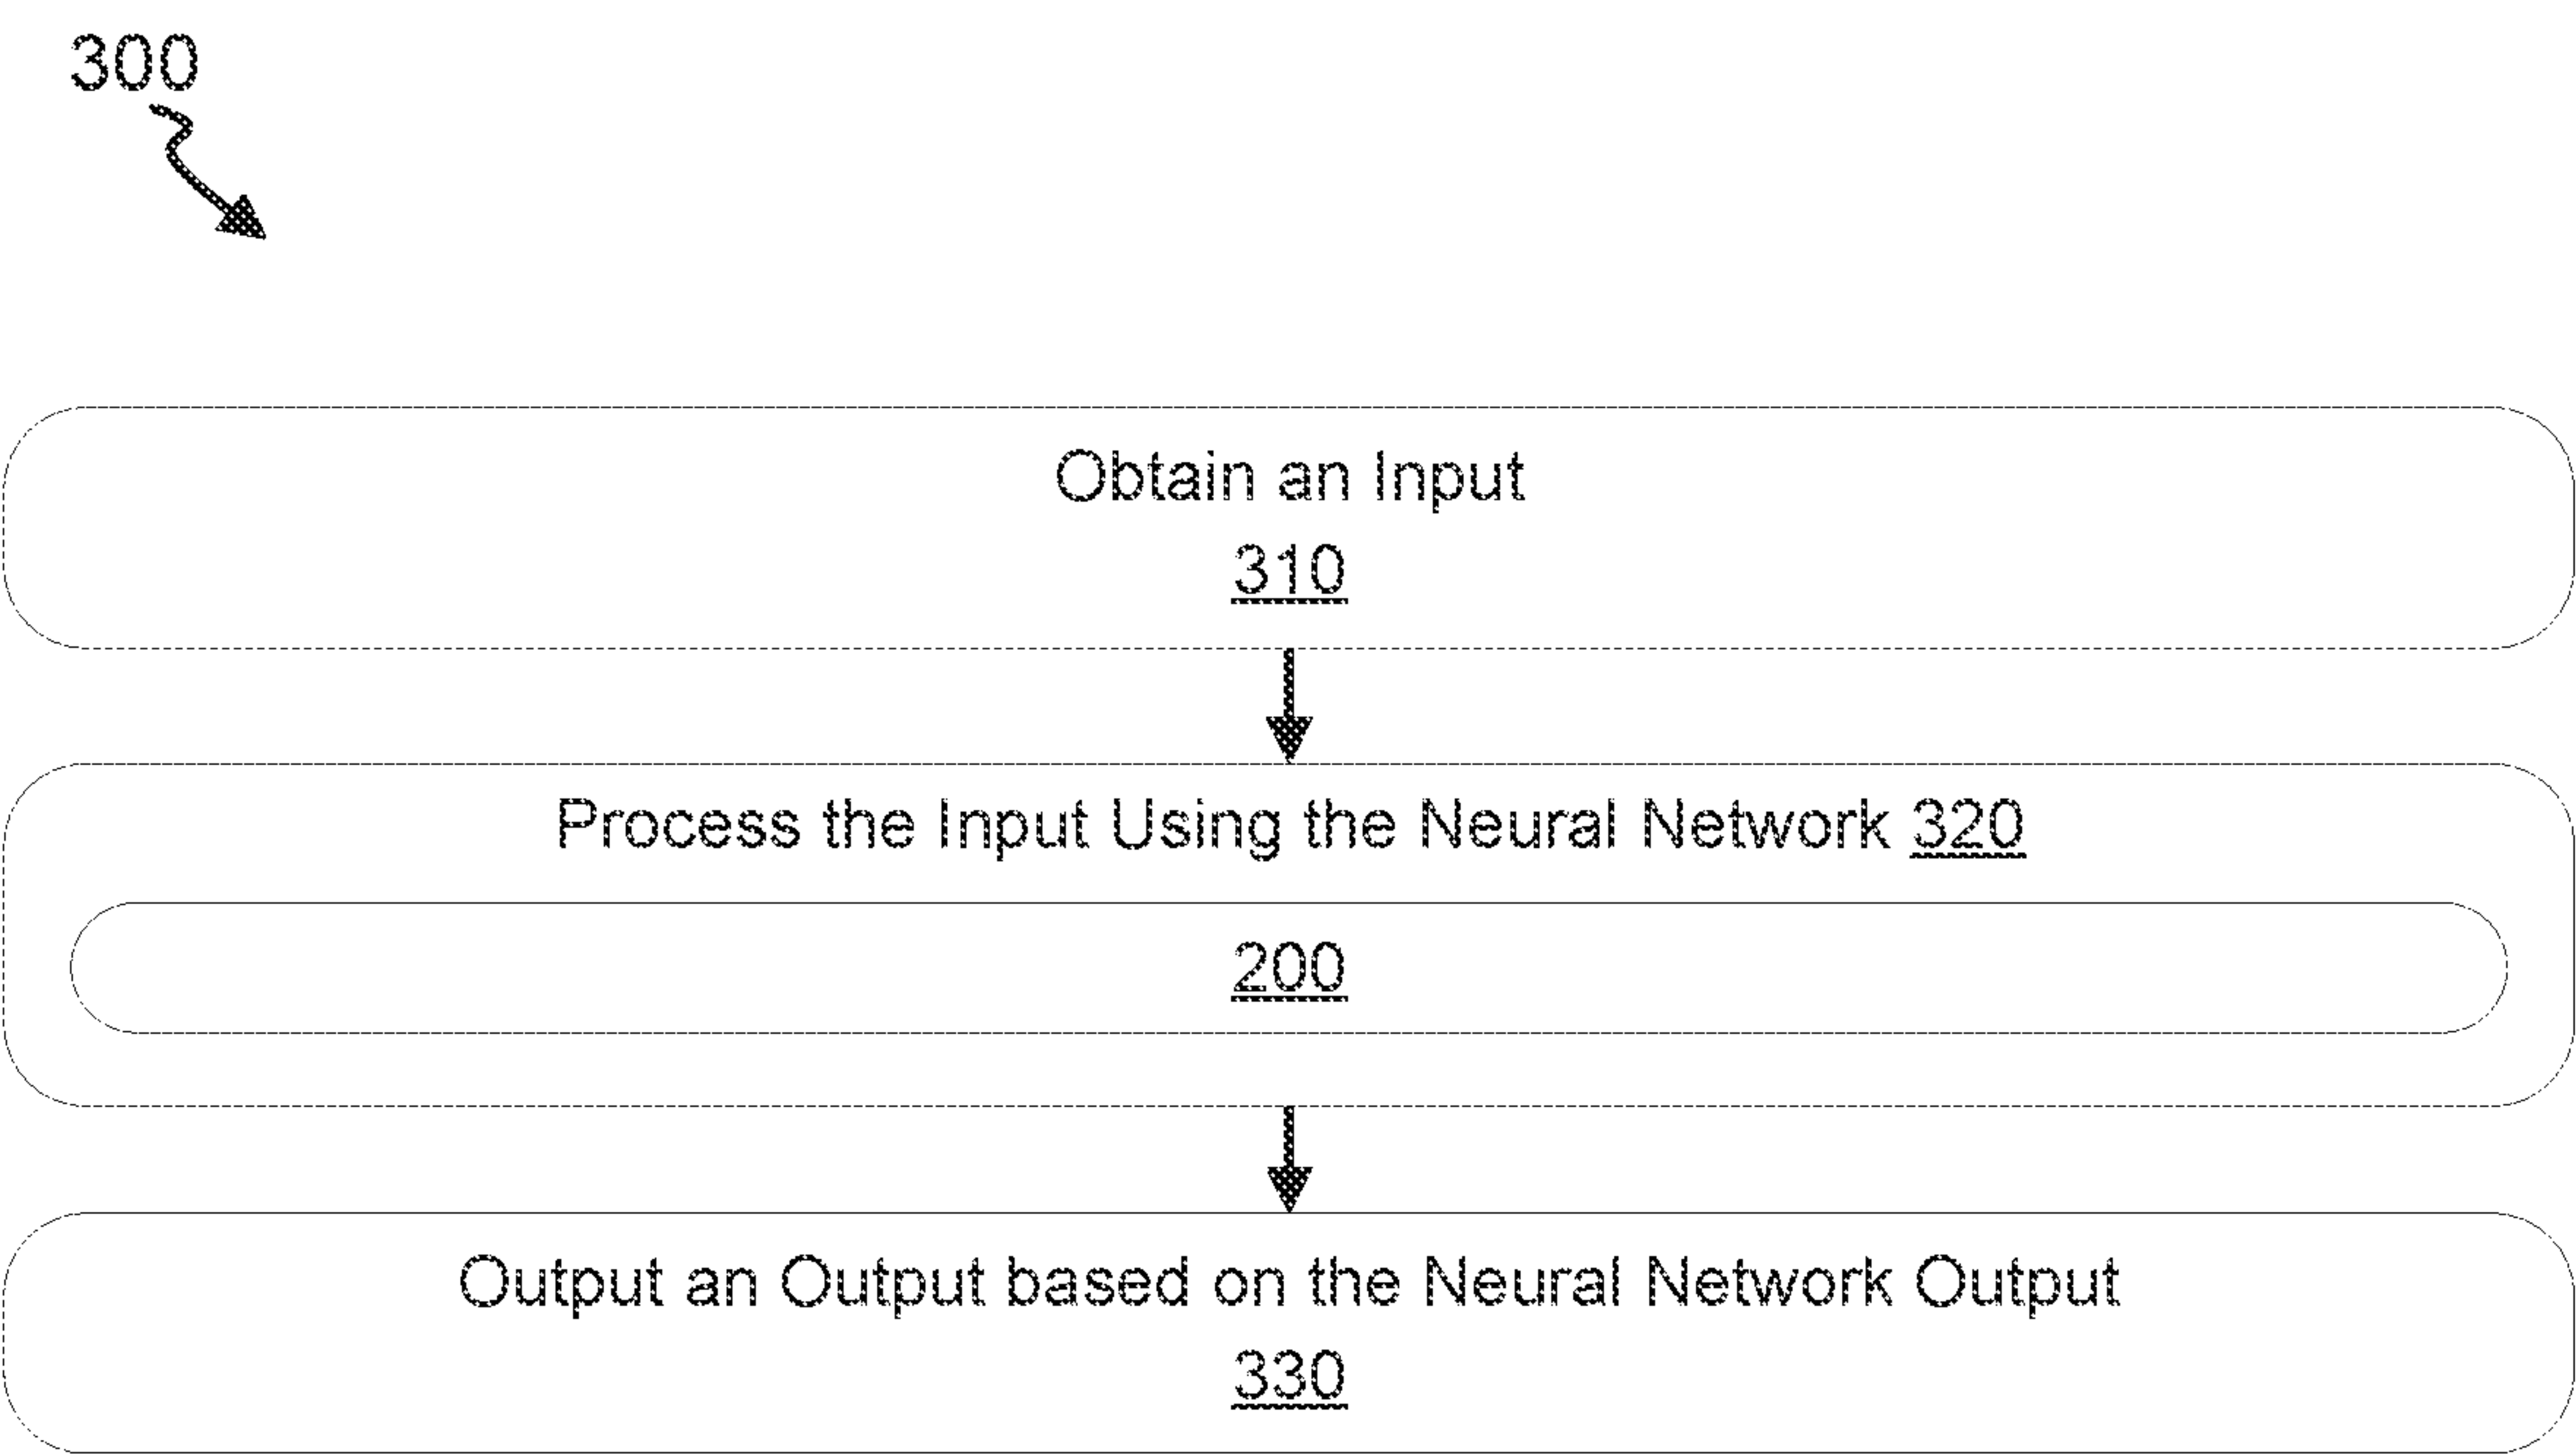 300
Obtain an Input
310
Process the Input Using the Neural Network 320
200
Output an Output based on the Neural Network Output
330